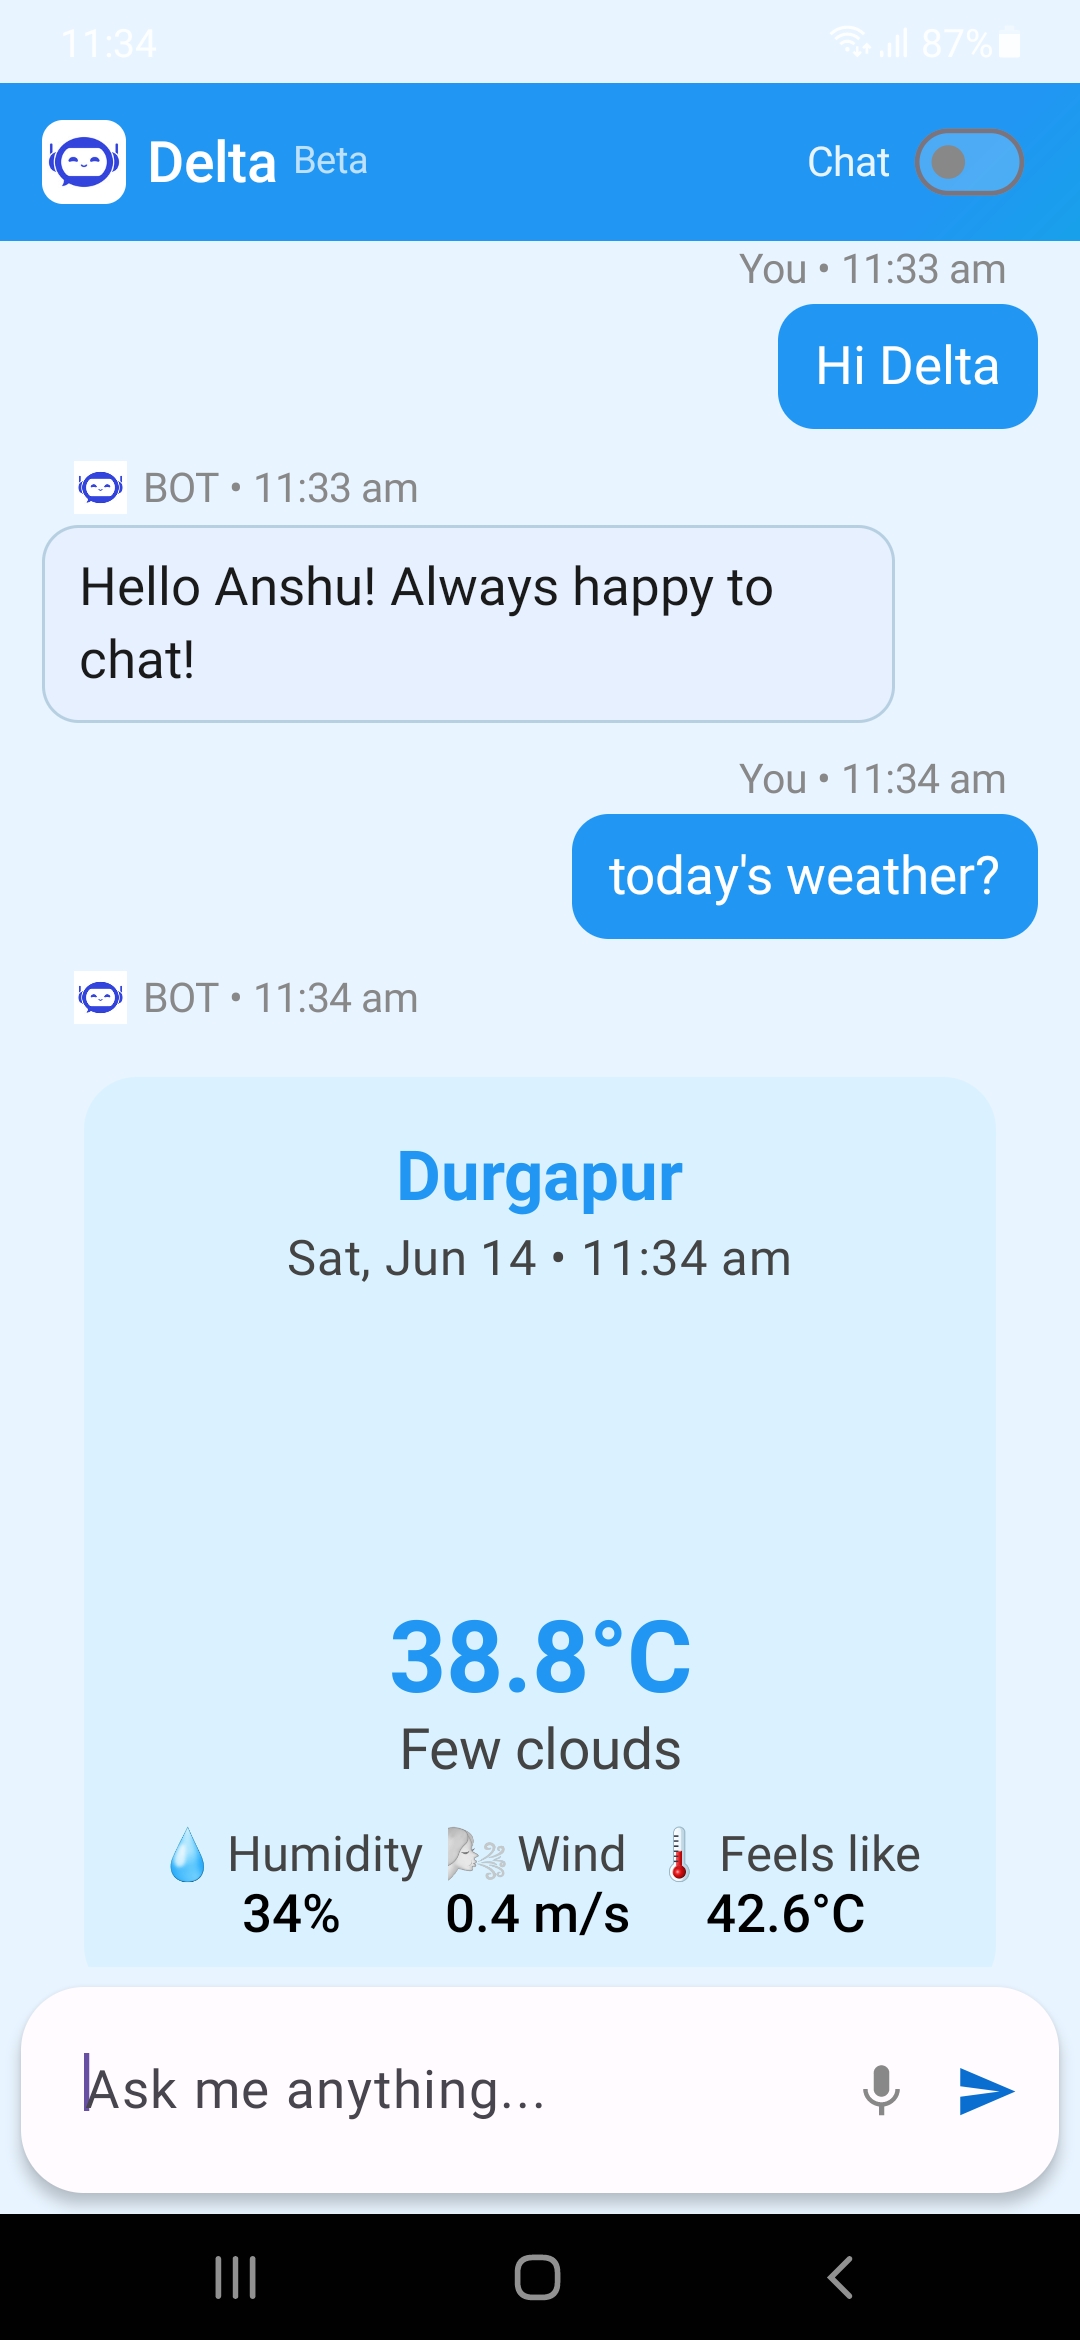 11:34 87%
Delta Beta Chat
You • 11:33 am
Hi Delta
BOT • 11:33 am
Hello Anshu! Always happy to
chat!
You • 11:34 am
today's weather?
BOT • 11:34 am
Durgapur
Sat, Jun 14 • 11:34 am
38.8°C
Few clouds
Humidity Wind Feels like
34% 0.4 m/s 42.6°C
Ask me anything...